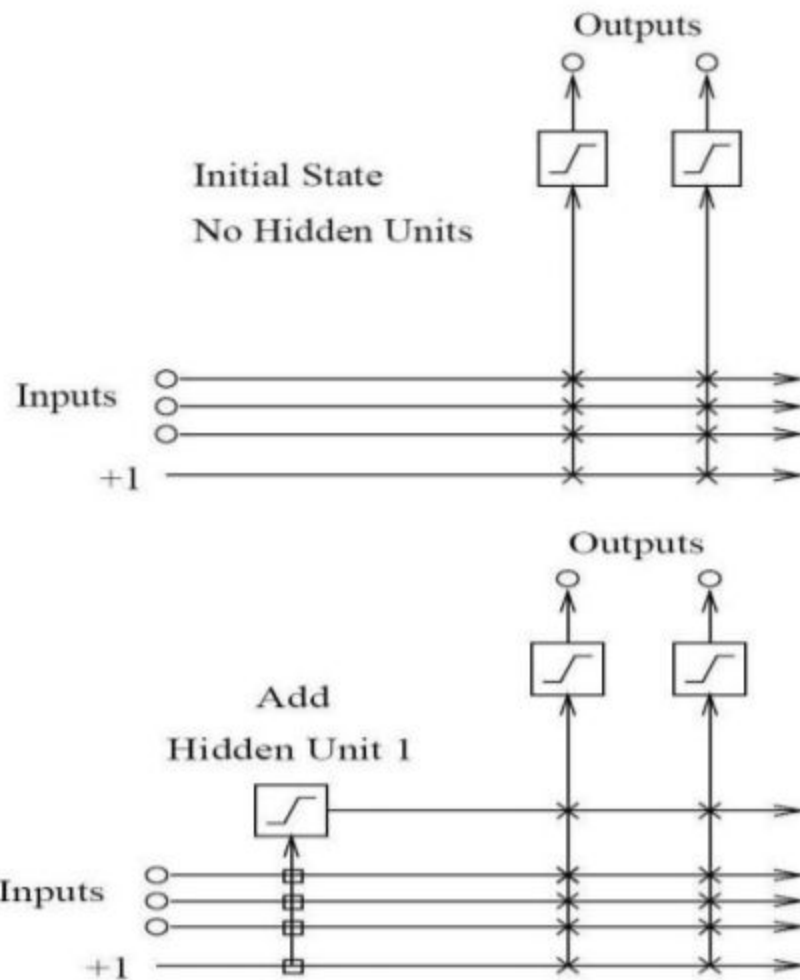 Outputs
Initial State
No Hidden Units
Inputs
+1
Outputs
Add
Hidden Unit 1
Inputs
+1